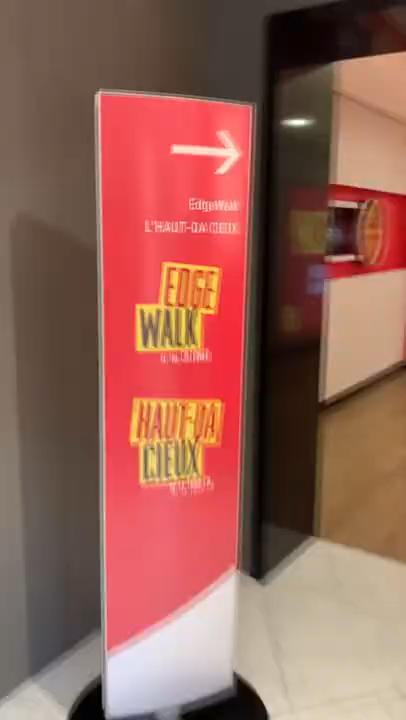 EdgeWalk
L'HAUT-DA CIEUX
EDGE
WALK
HAUT-DA
CIEUX